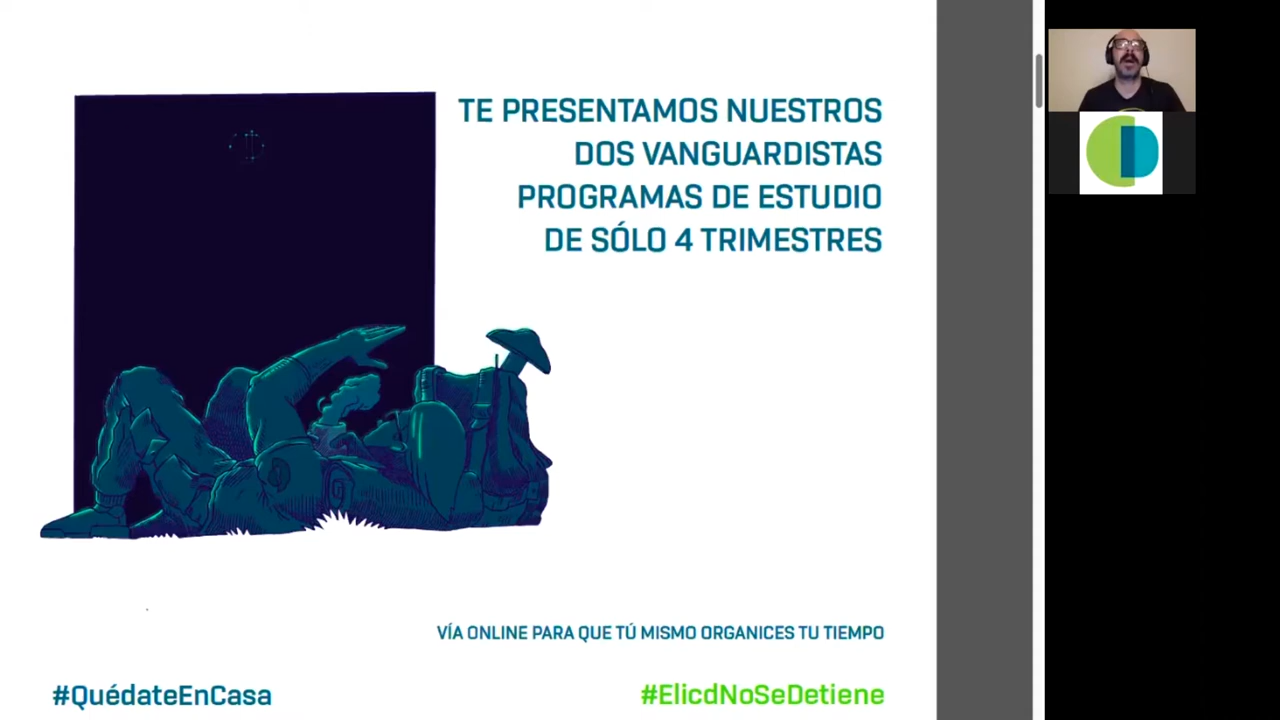 TE PRESENTAMOS NUESTROS
DOS VANGUARDISTAS
PROGRAMAS DE ESTUDIO
DE SÓLO 4 TRIMESTRES
VÍA ONLINE PARA QUE TÚ MISMO ORGANICES TU TIEMPO
#QuédateEnCasa
#ElicdNoSeDetiene